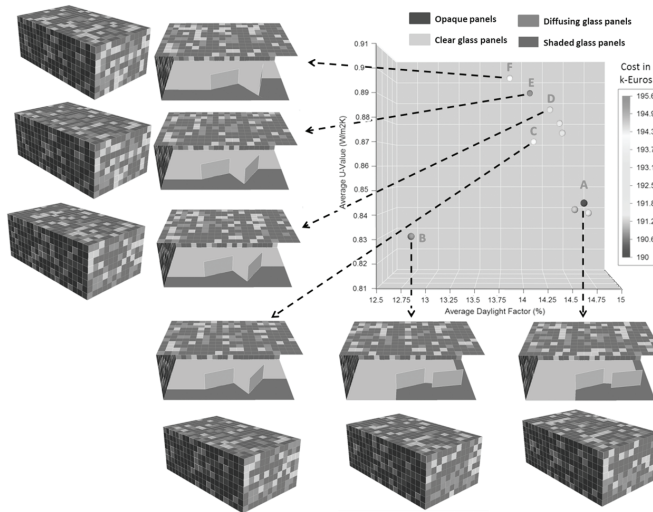 Opaque panels
Diffusing glass panels
Clear glass panels
Shaded glass panels
0.91
0.9
0.89
0.88
0.87
0.86
0.85
0.84
0.83
0.82
0.81
Average U-Value (W/m2K)
F
E
D
C
A
B
12.5
12.75
13
13.25
13.5
13.75
14
14.25
14.5
14.75
15
Average Daylight Factor (%)
Cost in
k-Euros
195.6
194.9
194.3
193.7
193.1
192.5
191.8
191.2
190.6
190